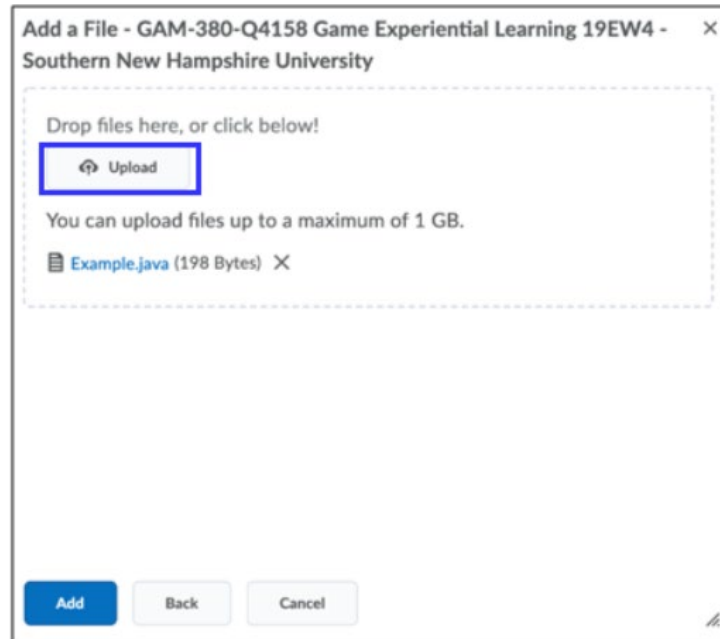 Add a File - GAM-380-Q4158 Game Experiential Learning 19EW4 -
Southern New Hampshire University
Drop files here, or click below!
Upload
You can upload files up to a maximum of 1 GB.
Example.java (198 Bytes)
Add Back Cancel